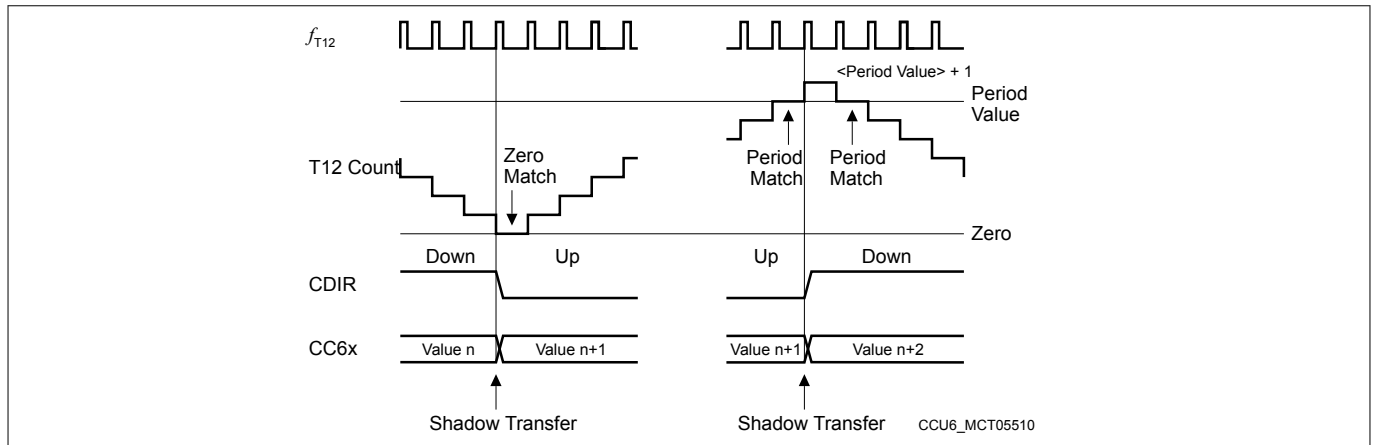 fT12
<Period Value> + 1
Period
Value
T12 Count
Zero
Match
Period
Match
Period
Match
Zero
Down
Up
Up
Down
CDIR
CC6x
Value n
Value n+1
Value n+1
Value n+2
Shadow Transfer
Shadow Transfer
CCU6_MCT05510